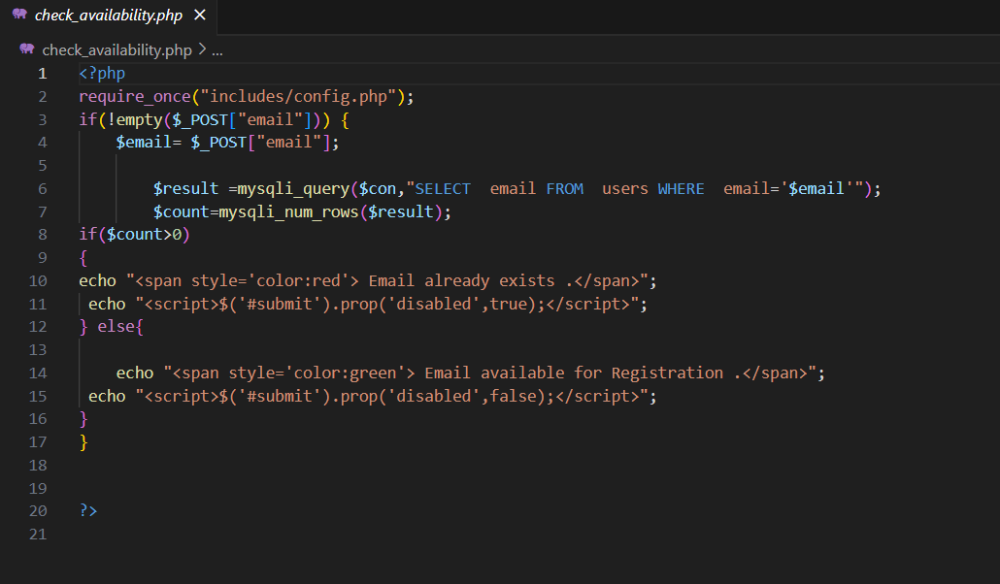 check_availability.php ×
check_availability.php > ...
1 <?php
2 require_once("includes/config.php");
3 if(!empty($_POST["email"])) {
4 $email= $_POST["email"];
5
6 $result =mysqli_query($con,"SELECT  email FROM  users WHERE  email='$email'");
7 $count=mysqli_num_rows($result);
8 if($count>0)
9 {
10 echo "<span style='color:red'> Email already exists .</span>";
11 echo "<script>$('#submit').prop('disabled',true);</script>";
12 } else{
13
14 echo "<span style='color:green'> Email available for Registration .</span>";
15 echo "<script>$('#submit').prop('disabled',false);</script>";
16 }
17 }
18
19
20 ?>
21